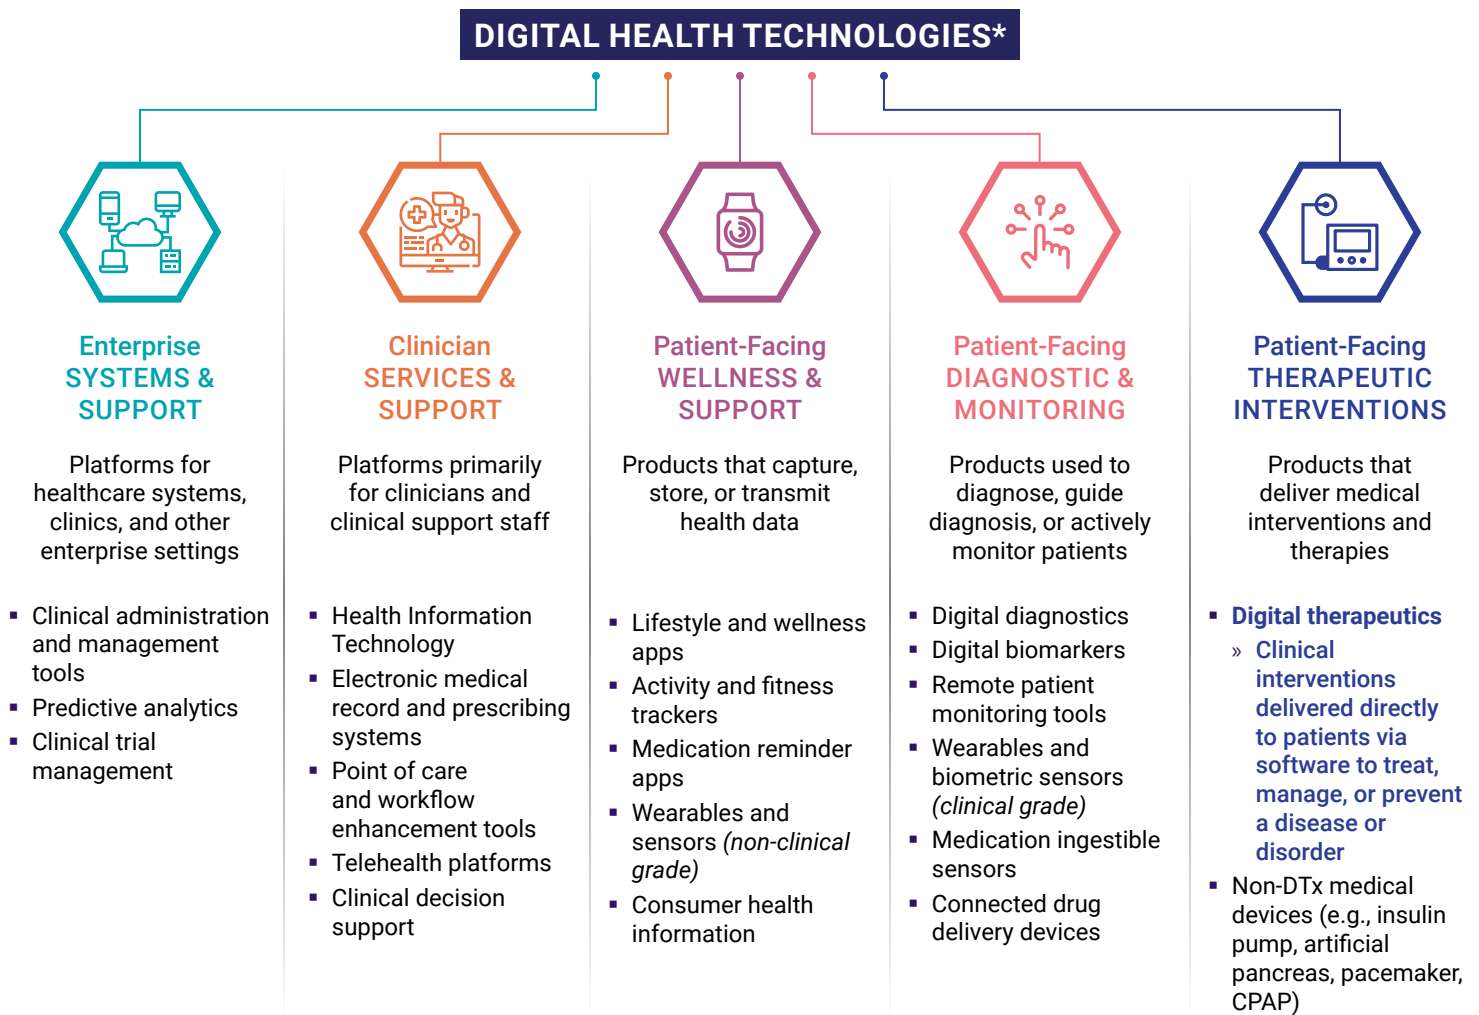 DIGITAL HEALTH TECHNOLOGIES*
Enterprise
SYSTEMS &
SUPPORT
Platforms for
healthcare systems,
clinics, and other
enterprise settings
▪ Clinical administration
and management
tools
▪ Predictive analytics
▪ Clinical trial
management
Clinician
SERVICES &
SUPPORT
Platforms primarily
for clinicians and
clinical support staff
▪ Health Information
Technology
▪ Electronic medical
record and prescribing
systems
▪ Point of care
and workflow
enhancement tools
▪ Telehealth platforms
▪ Clinical decision
support
Patient-Facing
WELLNESS &
SUPPORT
Products that capture,
store, or transmit
health data
▪ Lifestyle and wellness
apps
▪ Activity and fitness
trackers
▪ Medication reminder
apps
▪ Wearables and
sensors (non-clinical
grade)
▪ Consumer health
information
Patient-Facing
DIAGNOSTIC &
MONITORING
Products used to
diagnose, guide
diagnosis, or actively
monitor patients
▪ Digital diagnostics
▪ Digital biomarkers
▪ Remote patient
monitoring tools
▪ Wearables and
biometric sensors
(clinical grade)
▪ Medication ingestible
sensors
▪ Connected drug
delivery devices
Patient-Facing
THERAPEUTIC
INTERVENTIONS
Products that
deliver medical
interventions and
therapies
▪ Digital therapeutics
» Clinical
interventions
delivered directly
to patients via
software to treat,
manage, or prevent
a disease or
disorder
▪ Non-DTx medical
devices (e.g., insulin
pump, artificial
pancreas, pacemaker,
CPAP)